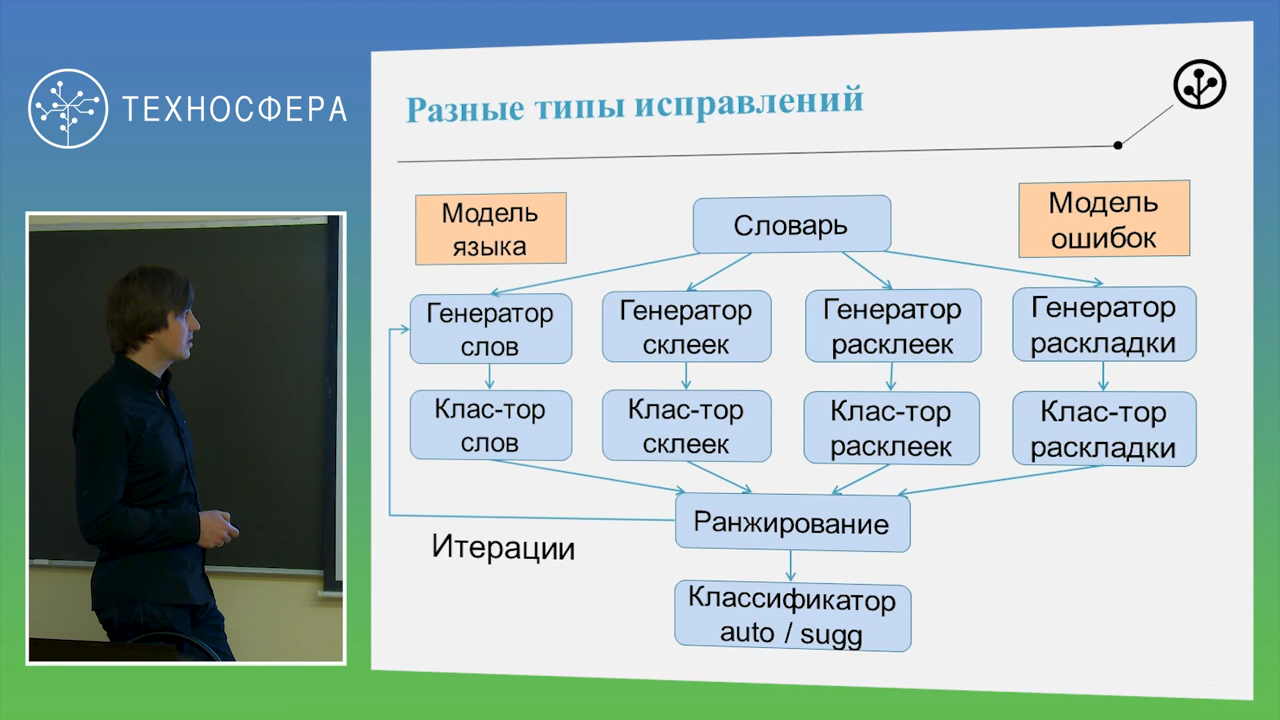 ТЕХНОСФЕРА
Разные типы исправлений
Модель
языка
Словарь
Модель
ошибок
Генератор
слов
Генератор
склеек
Генератор
расклеек
Генератор
раскладки
Клас-тор
слов
Клас-тор
склеек
Клас-тор
расклеек
Клас-тор
раскладки
Ранжирование
Итерации
Классификатор
auto / sugg